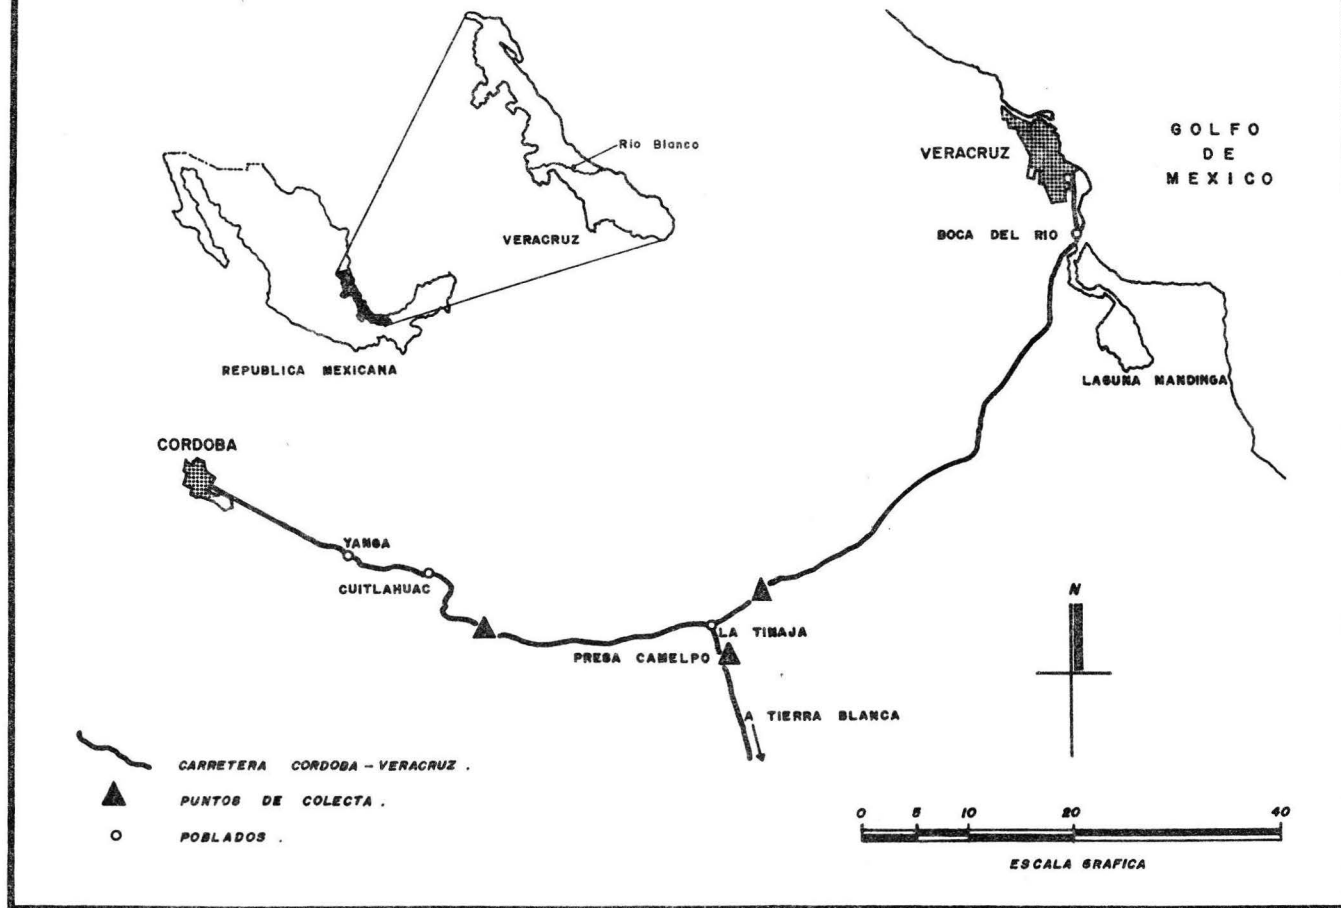 Rio Blanco
VERACRUZ
REPUBLICA MEXICANA
VERACRUZ
GOLFO
DE
MEXICO
BOCA DEL RIO
LAGUNA MANDINGA
CORDOBA
YANGA
CUITLAHUAC
LA TINAJA
PRESA CAMELPO
A TIERRA BLANCA
N
CARRETERA CORDOBA - VERACRUZ .
PUNTOS DE COLECTA .
POBLADOS .
0 5 10 20 40
ESCALA GRAFICA